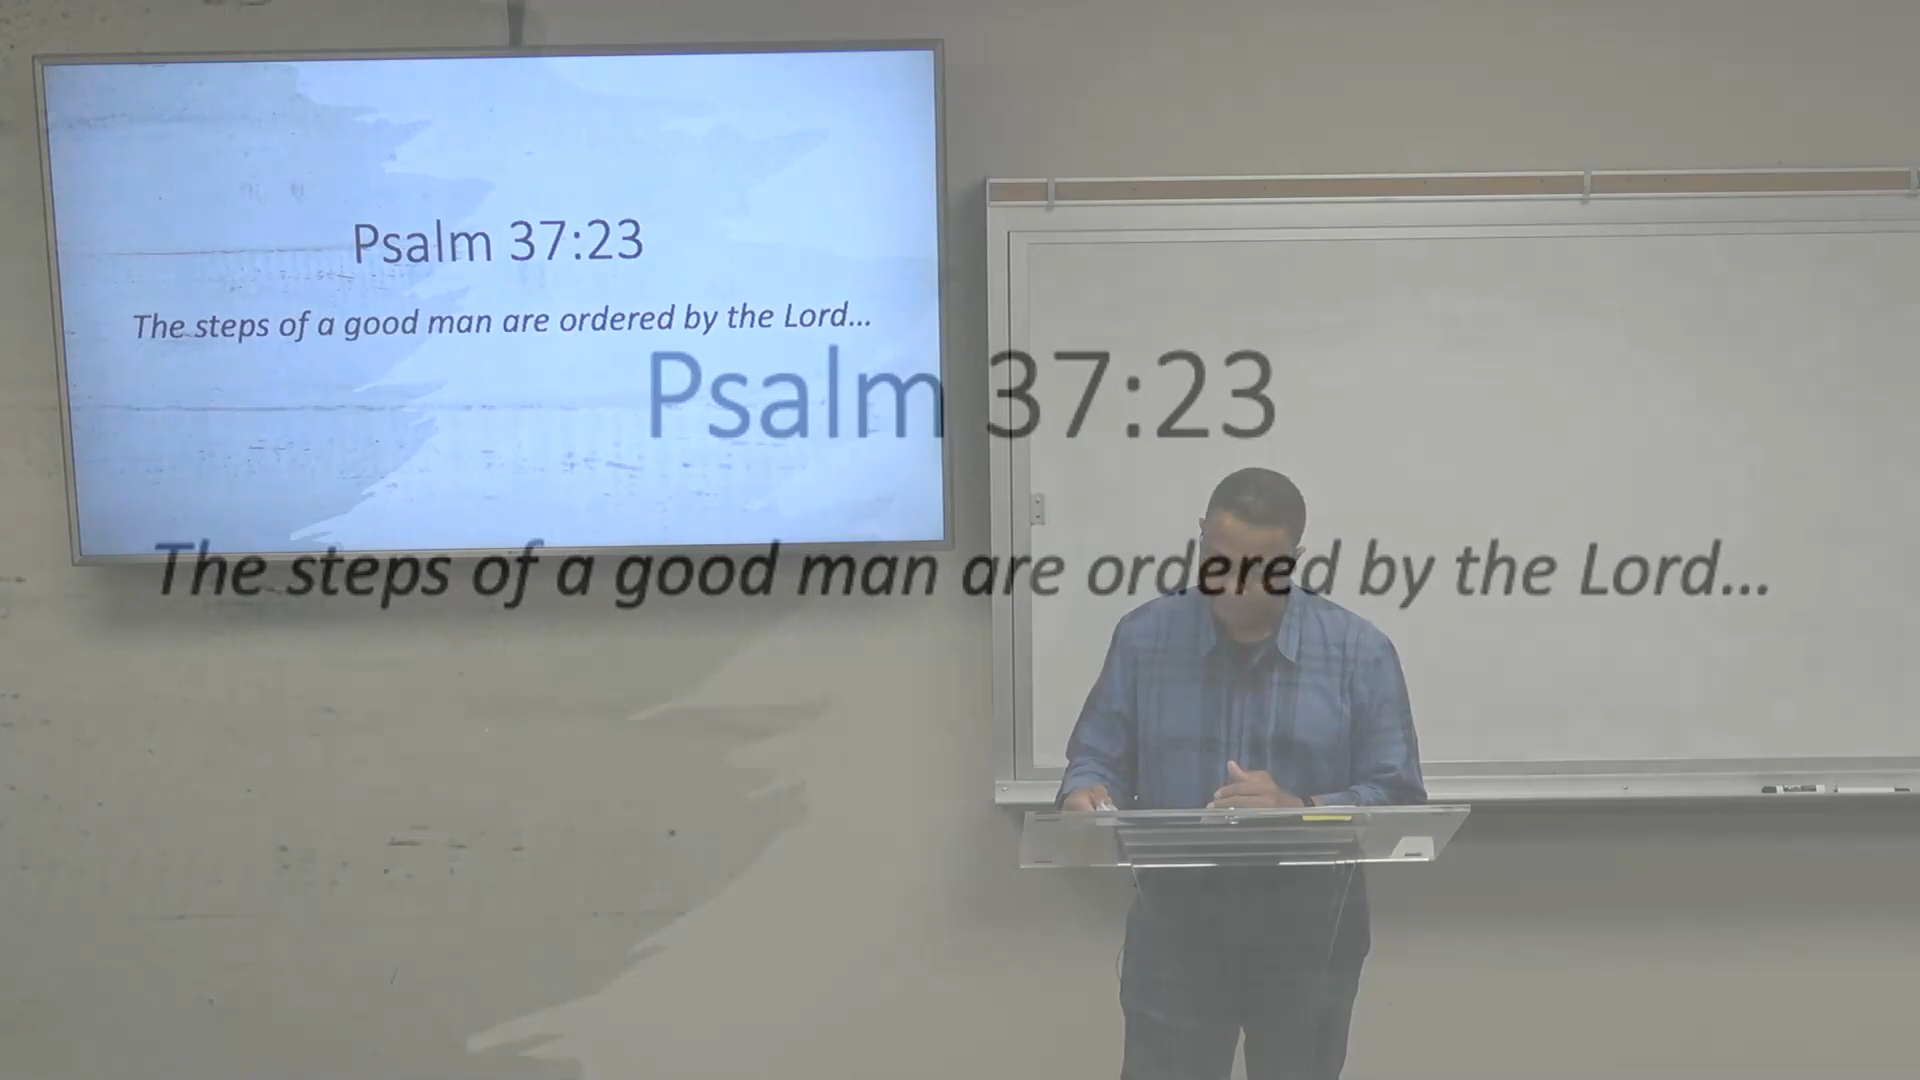 Psalm 37:23
The steps of a good man are ordered by the Lord...
Psalm 37:23
The steps of a good man are ordered by the Lord...